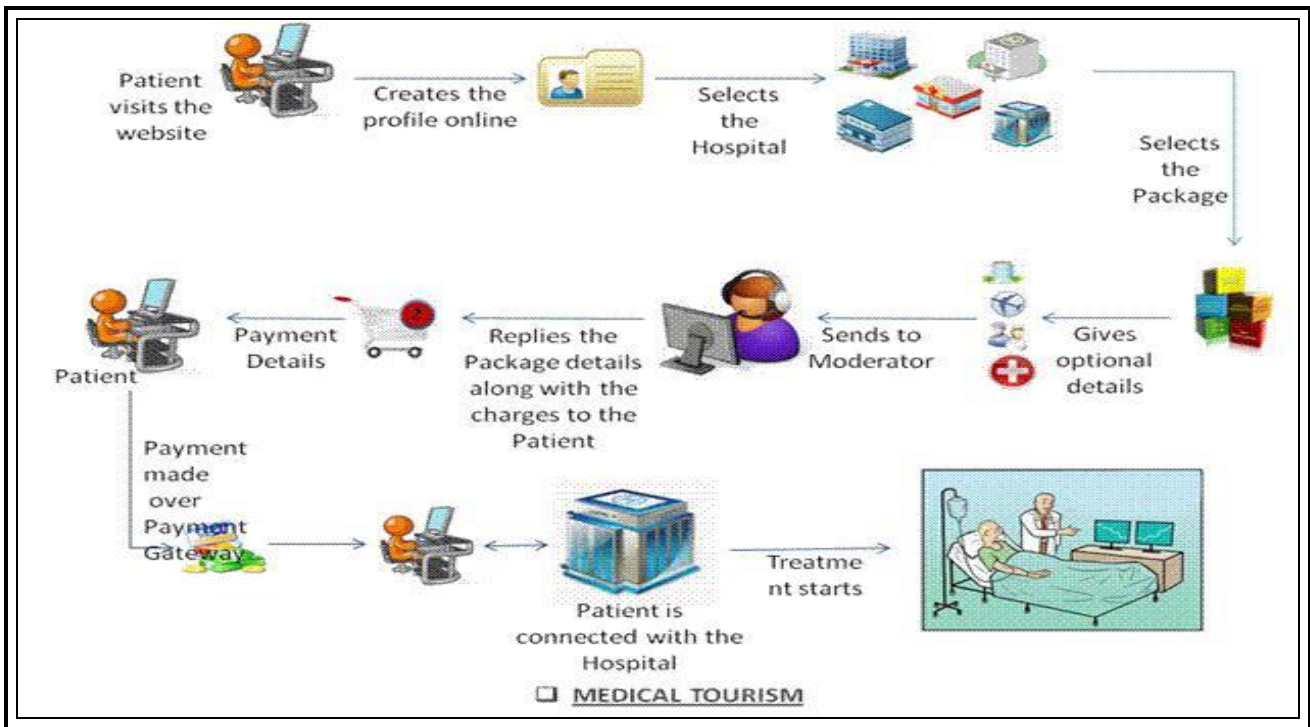 Patient
visits the
website
Creates the
profile online
Selects
the
Hospital
Selects
the
Package
Gives
optional
details
Sends to
Moderator
Replies the
Package details
along with the
charges to the
Patient
Payment
Details
Patient
Payment
made
over
Payment
Gateway
Patient is
connected with the
Hospital
Treatme
nt starts
❑ MEDICAL TOURISM